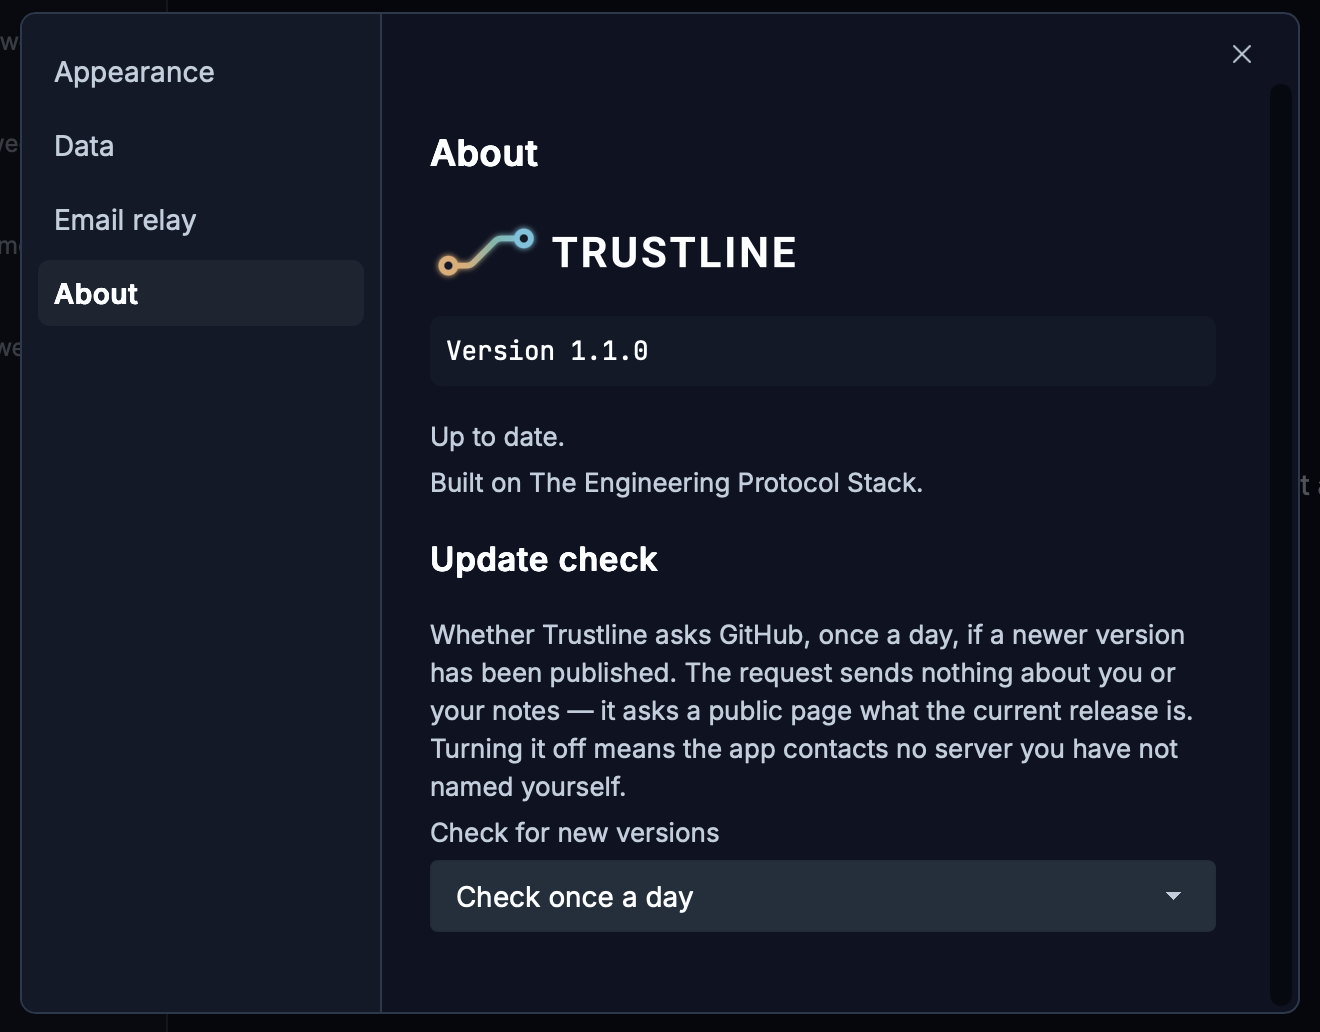 Appearance
Data
Email relay
About
About
TRUSTLINE
Version 1.1.0
Up to date.
Built on The Engineering Protocol Stack.
Update check
Whether Trustline asks GitHub, once a day, if a newer version
has been published. The request sends nothing about you or
your notes — it asks a public page what the current release is.
Turning it off means the app contacts no server you have not
named yourself.
Check for new versions
Check once a day